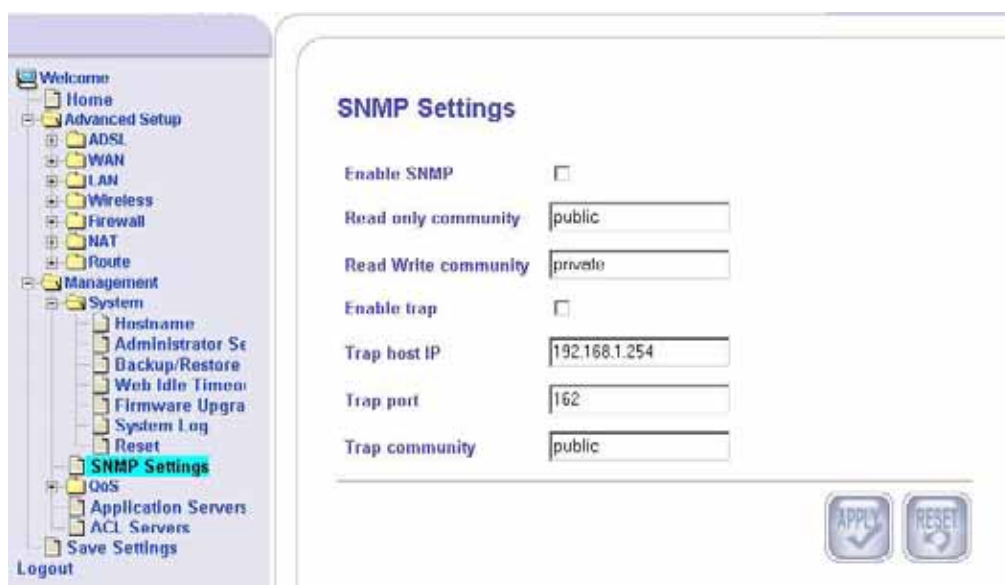 Welcome
Home
Advanced Setup
ADSL
WAN
LAN
Wireless
Firewall
NAT
Route
Management
System
Hostname
Administrator Se
Backup/Restore
Web Idle Timeou
Firmware Upgra
System Log
Reset
SNMP Settings
QoS
Application Servers
ACL Servers
Save Settings
Logout
SNMP Settings
Enable SNMP
Read only community public
Read Write community private
Enable trap
Trap host IP 192.168.1.254
Trap port 162
Trap community public
APPLY RESET